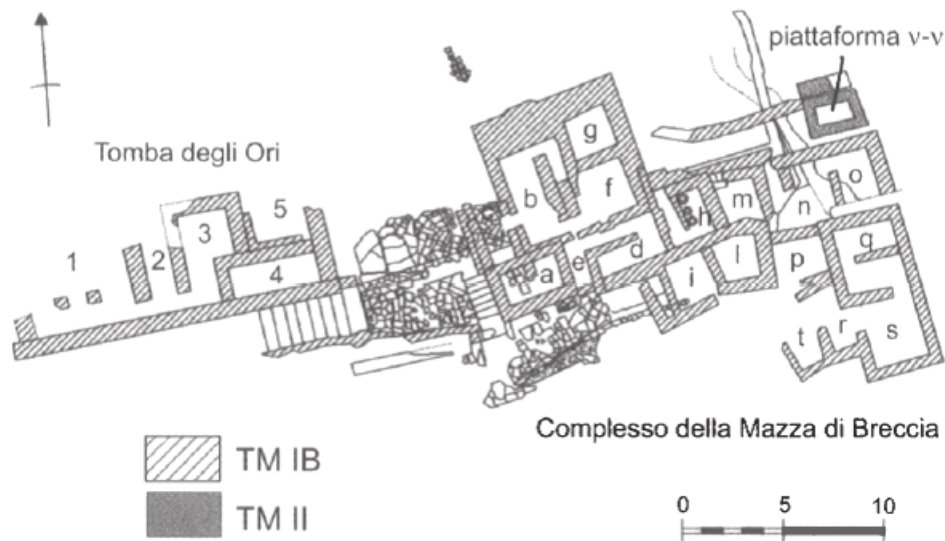 piattaforma ν-ν
Tomba degli Ori
g
b
f
o
h
m
n
5
3
1
2
4
a
e
d
i
l
p
q
t
r
s
Complesso della Mazza di Breccia
TM IB
TM II
0 5 10